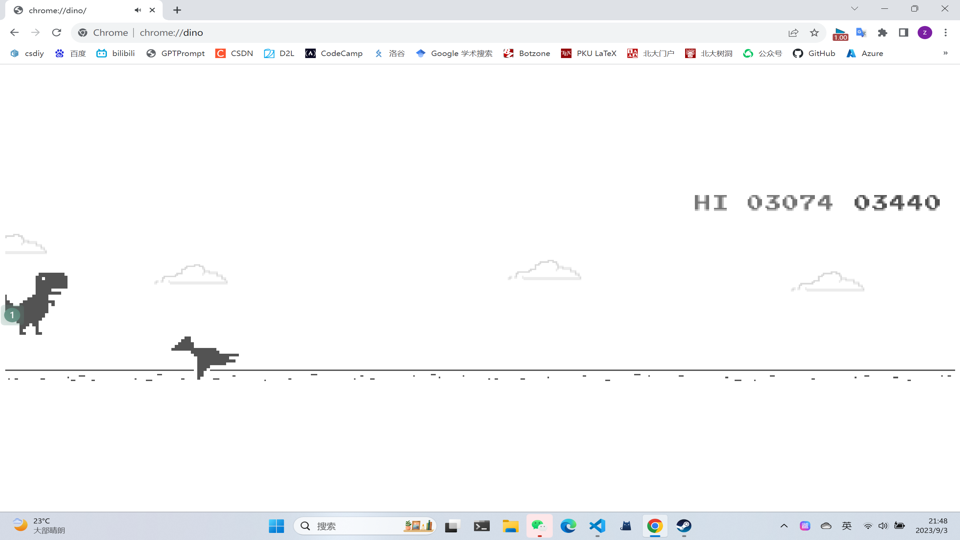 chrome://dino/
Chrome | chrome://dino
1.00
z
csdiy 百度 bilibili GPTPrompt CSDN D2L CodeCamp 洛谷 Google 学术搜索 Botzone PKU LaTeX 北大门户 北大树洞 公众号 GitHub Azure »
HI 03074 03440
1
23°C
大部晴朗
搜索
英
21:48
2023/9/3